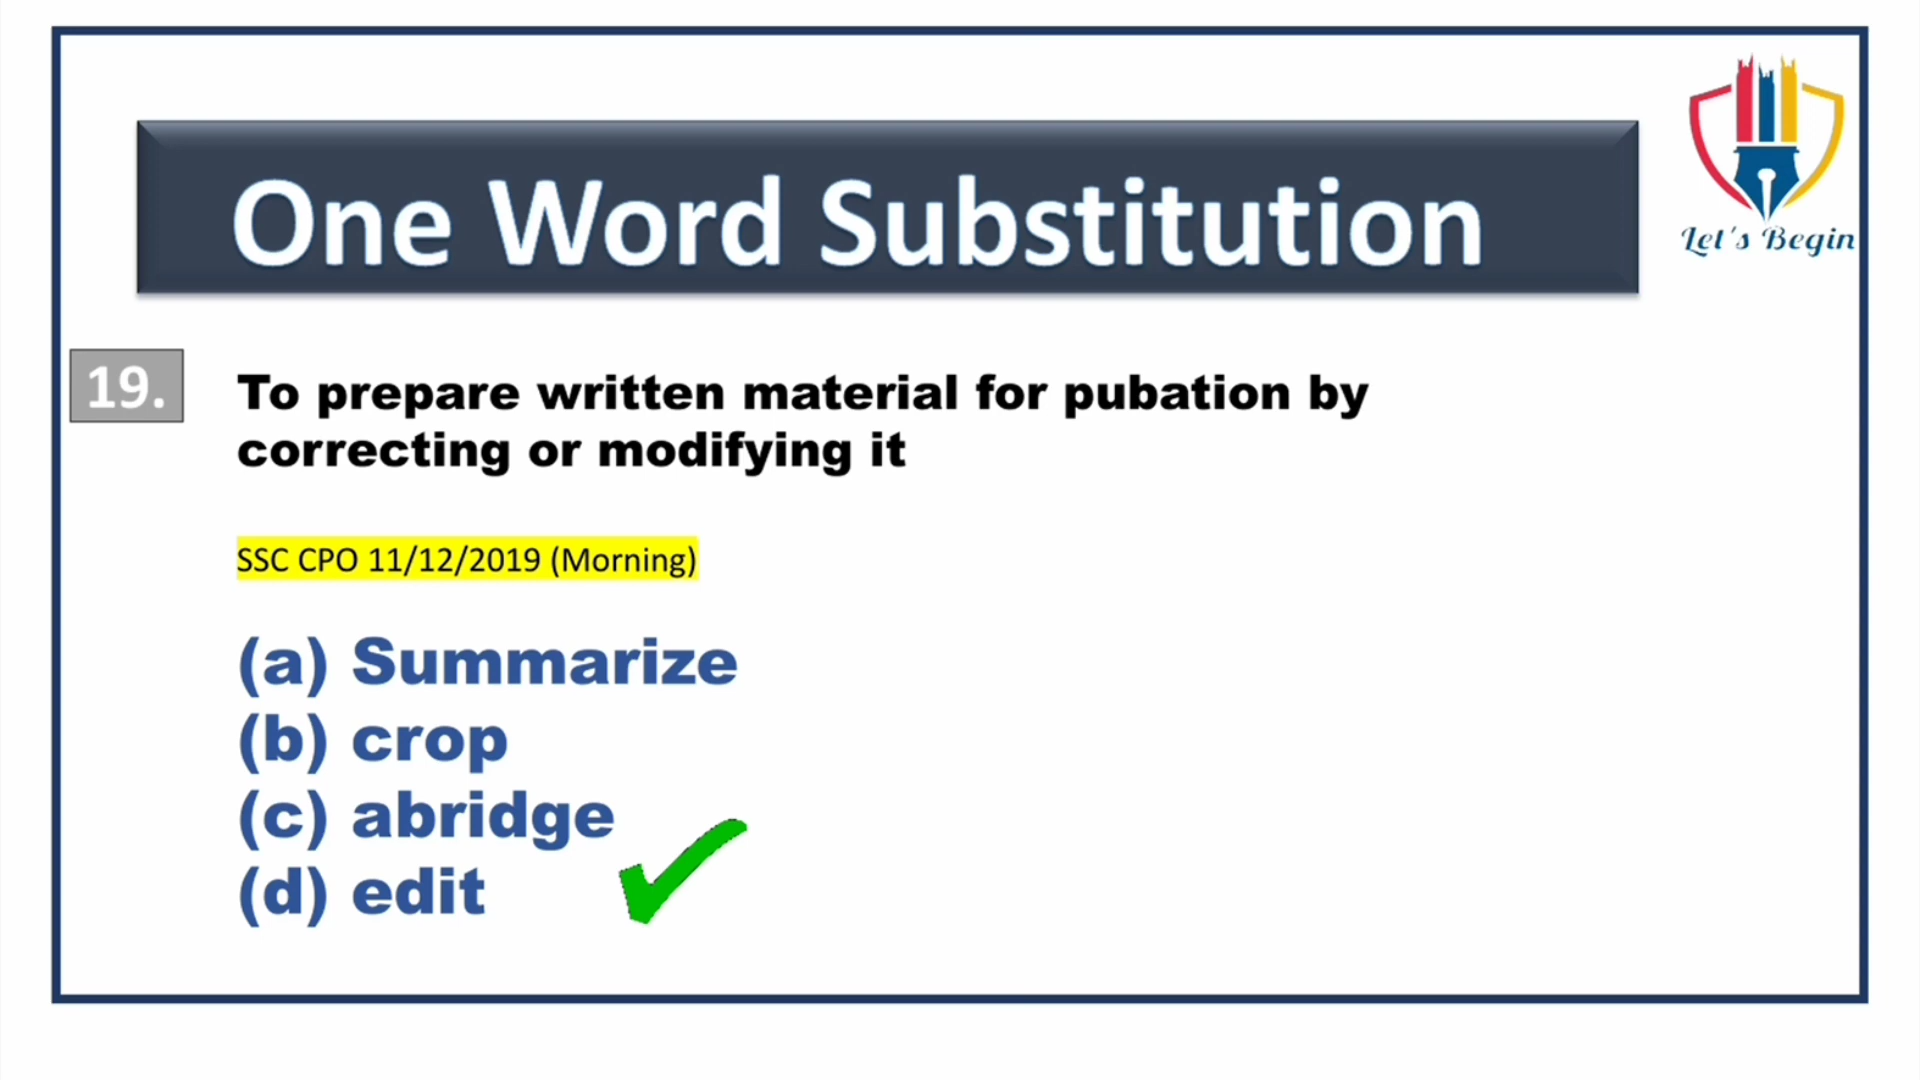 One Word Substitution
Let's Begin
19.
To prepare written material for pubation by
correcting or modifying it
SSC CPO 11/12/2019 (Morning)
(a) Summarize
(b) crop
(c) abridge
(d) edit